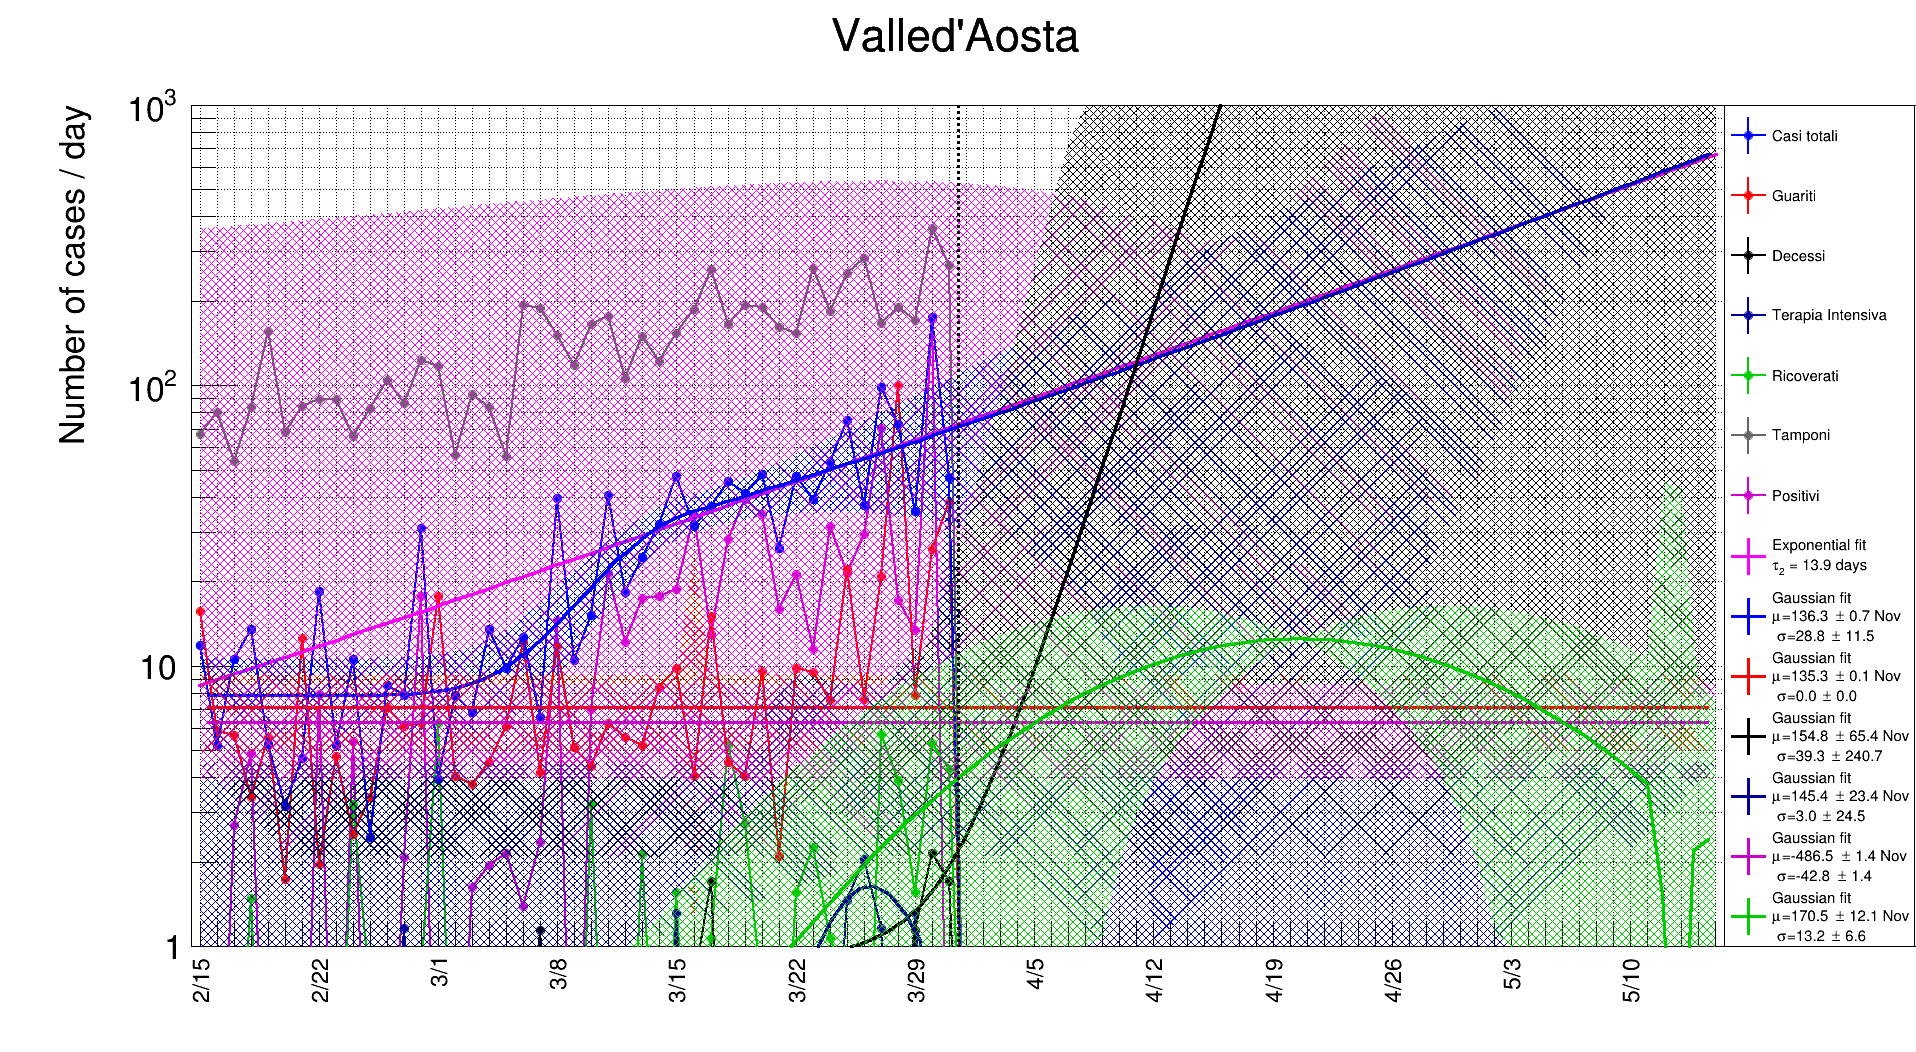 Valled'Aosta
Number of cases / day
10³
10²
10
1
2/15
2/22
3/1
3/8
3/15
3/22
3/29
4/5
4/12
4/19
4/26
5/3
5/10
Casi totali
Guariti
Decessi
Terapia Intensiva
Ricoverati
Tamponi
Positivi
Exponential fit
τ₂ = 13.9 days
Gaussian fit
μ=136.3 ± 0.7 Nov
σ=28.8 ± 11.5
Gaussian fit
μ=135.3 ± 0.1 Nov
σ=0.0 ± 0.0
Gaussian fit
μ=154.8 ± 65.4 Nov
σ=39.3 ± 240.7
Gaussian fit
μ=145.4 ± 23.4 Nov
σ=3.0 ± 24.5
Gaussian fit
μ=-486.5 ± 1.4 Nov
σ=-42.8 ± 1.4
Gaussian fit
μ=170.5 ± 12.1 Nov
σ=13.2 ± 6.6